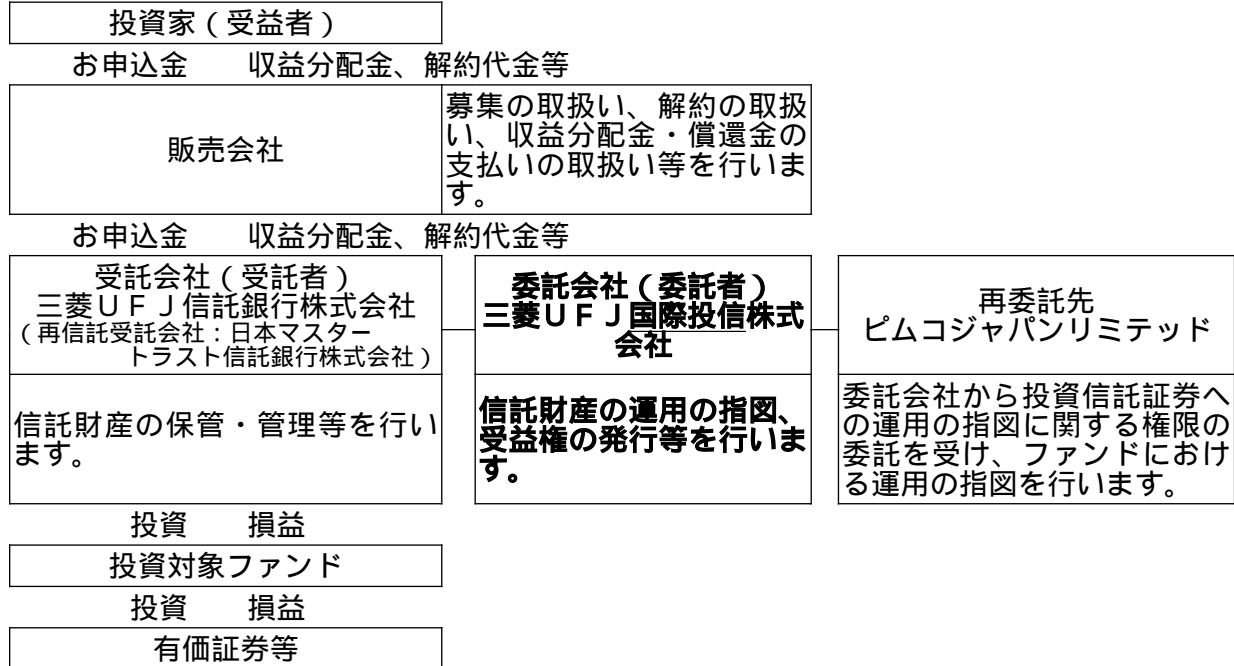 投資家(受益者)
お申込金 収益分配金、解約代金等
販売会社
募集の取扱い、解約の取扱
い、収益分配金・償還金の
支払いの取扱い等を行いま
す。
お申込金 収益分配金、解約代金等
受託会社(受託者)
三菱UFJ信託銀行株式会社
(再信託受託会社:日本マスター
トラスト信託銀行株式会社)
委託会社(委託者)
三菱UFJ国際投信株式
会社
再委託先
ピムコジャパンリミテッド
信託財産の保管・管理等を行い
ます。
信託財産の運用の指図、
受益権の発行等を行いま
す。
委託会社から投資信託証券へ
の運用の指図に関する権限の
委託を受け、ファンドにおけ
る運用の指図を行います。
投資 損益
投資対象ファンド
投資 損益
有価証券等